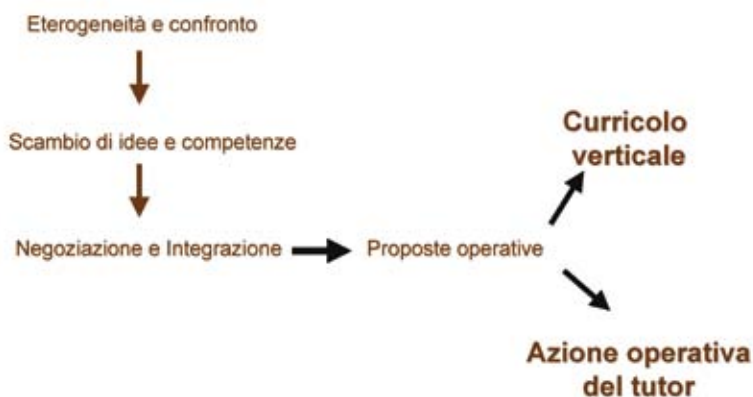 Eterogeneità e confronto
Scambio di idee e competenze
Negoziazione e Integrazione
Proposte operative
Curricolo
verticale
Azione operativa
del tutor